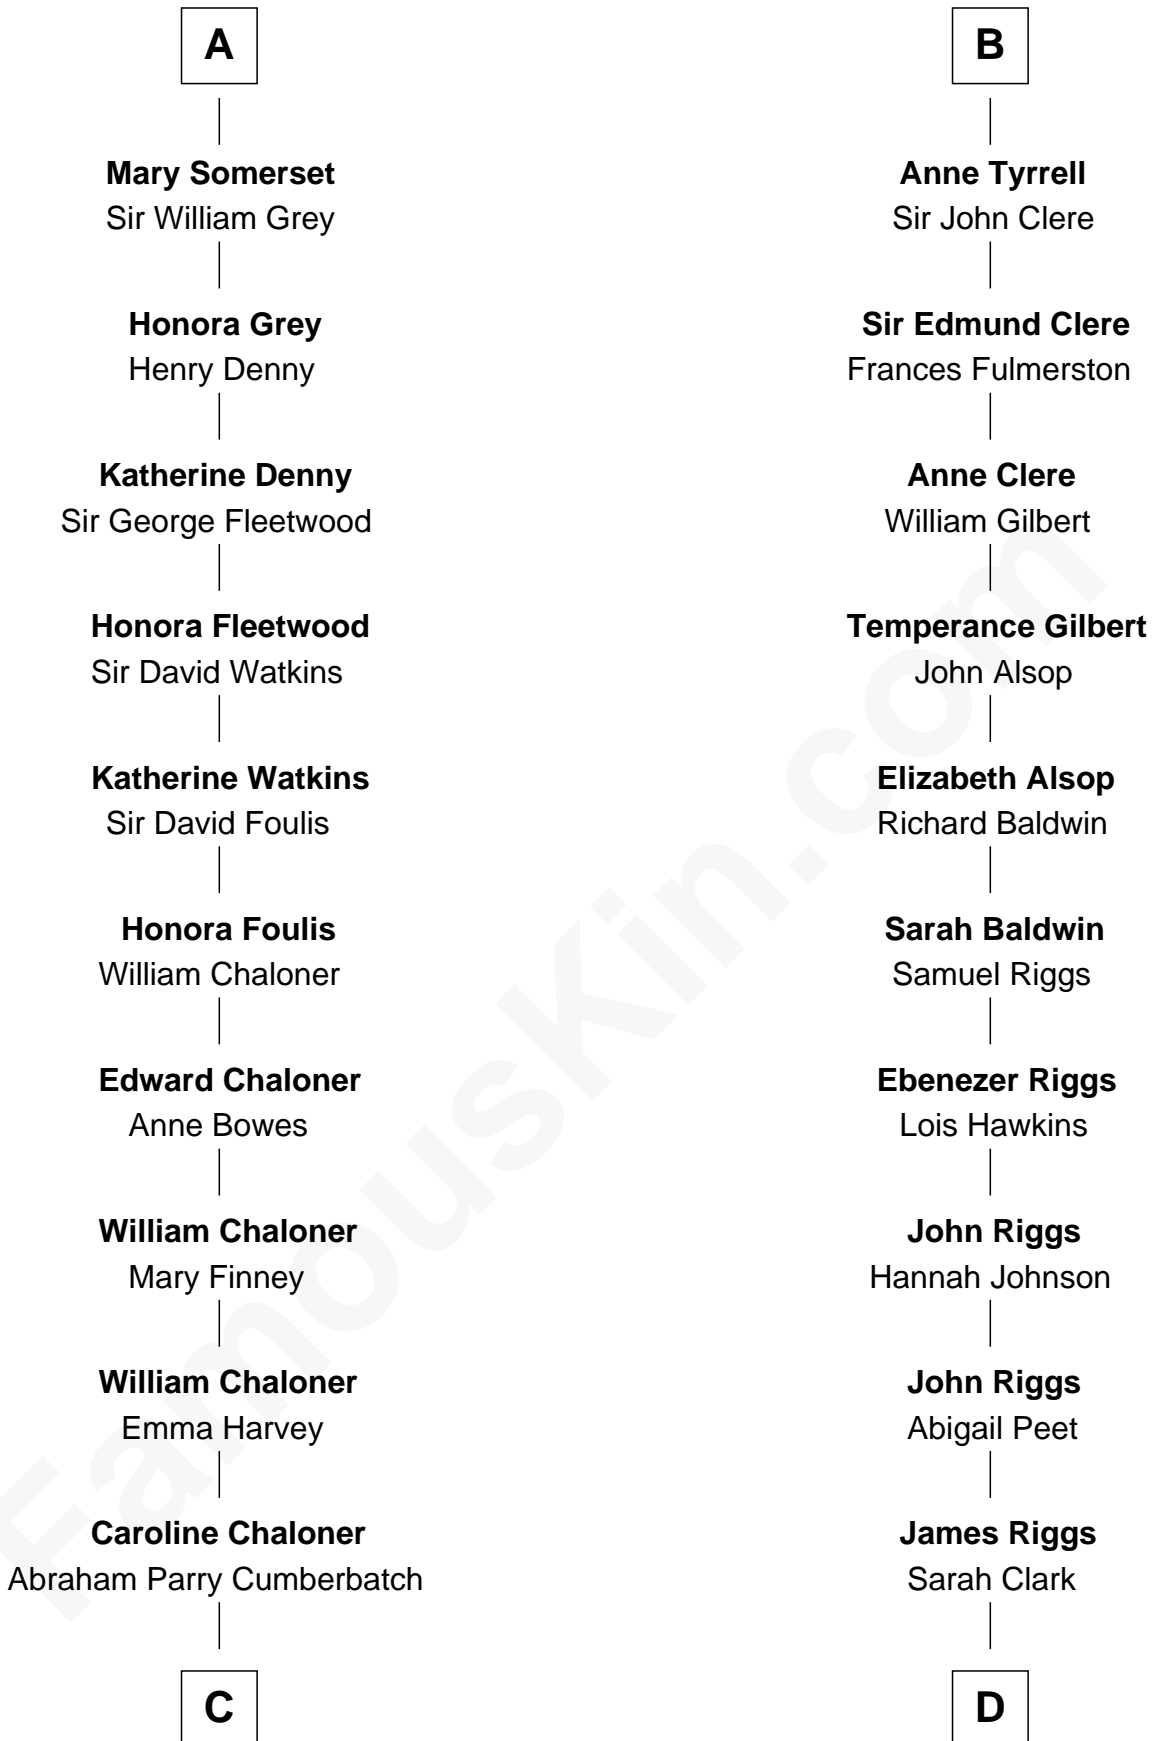 A
Mary Somerset
Sir William Grey
Honora Grey
Henry Denny
Katherine Denny
Sir George Fleetwood
Honora Fleetwood
Sir David Watkins
Katherine Watkins
Sir David Foulis
Honora Foulis
William Chaloner
Edward Chaloner
Anne Bowes
William Chaloner
Mary Finney
William Chaloner
Emma Harvey
Caroline Chaloner
Abraham Parry Cumberbatch
C
B
Anne Tyrrell
Sir John Clere
Sir Edmund Clere
Frances Fulmerston
Anne Clere
William Gilbert
Temperance Gilbert
John Alsop
Elizabeth Alsop
Richard Baldwin
Sarah Baldwin
Samuel Riggs
Ebenezer Riggs
Lois Hawkins
John Riggs
Hannah Johnson
John Riggs
Abigail Peet
James Riggs
Sarah Clark
D
FamousKin.com